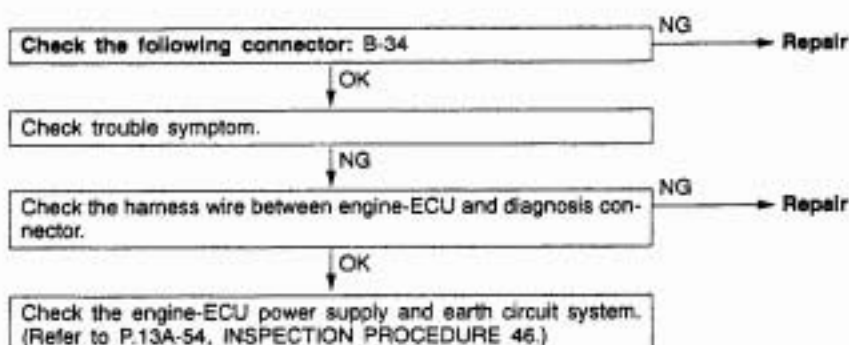 NG
Check the following connector: B-34
Repair
OK
Check trouble symptom.
NG
NG
Check the harness wire between engine-ECU and diagnosis con-
nector.
Repair
OK
Check the engine-ECU power supply and earth circuit system.
(Refer to P.13A-54, INSPECTION PROCEDURE 46.)